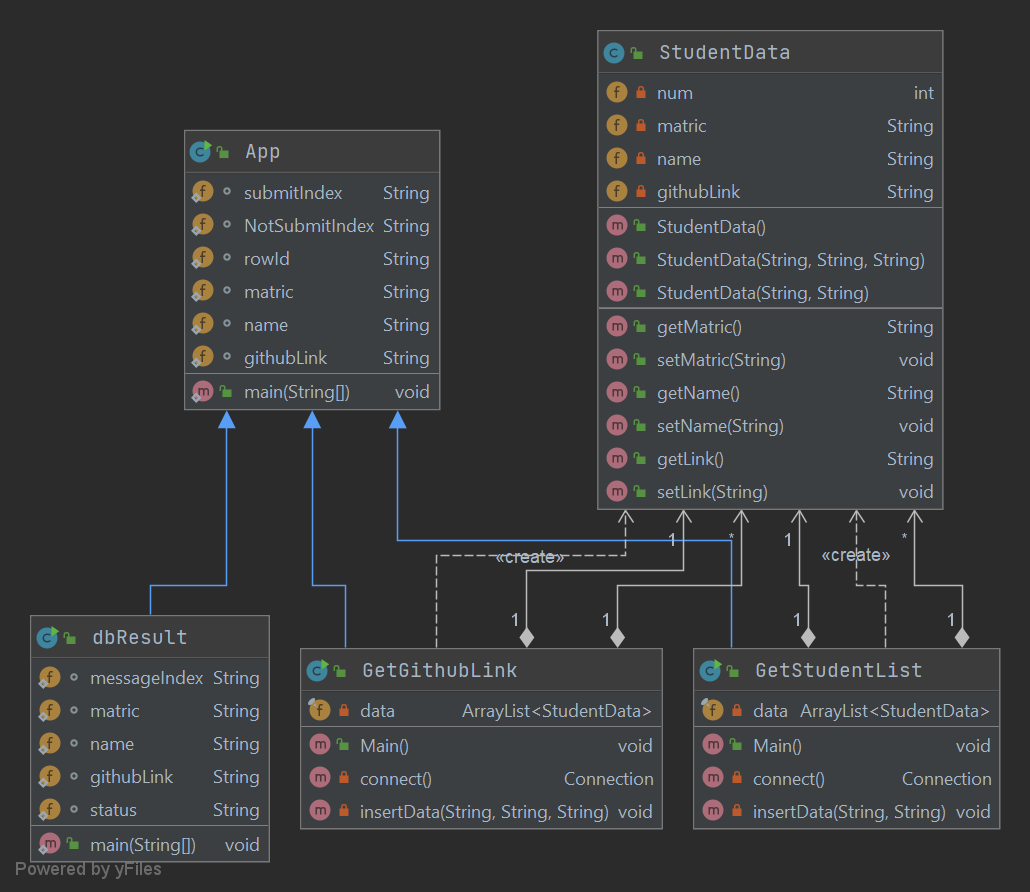 StudentData
num int
matric String
name String
githubLink String
StudentData()
StudentData(String, String, String)
StudentData(String, String)
getMatric() String
setMatric(String) void
getName() String
setName(String) void
getLink() String
setLink(String) void
App
submitIndex String
NotSubmitIndex String
rowId String
matric String
name String
githubLink String
main(String[]) void
1
*
1
*
«create»
«create»
1
1
1
1
dbResult
messageIndex String
matric String
name String
githubLink String
status String
main(String[]) void
GetGithubLink
data ArrayList<StudentData>
Main() void
connect() Connection
insertData(String, String, String) void
GetStudentList
data ArrayList<StudentData>
Main() void
connect() Connection
insertData(String, String) void
Powered by yFiles